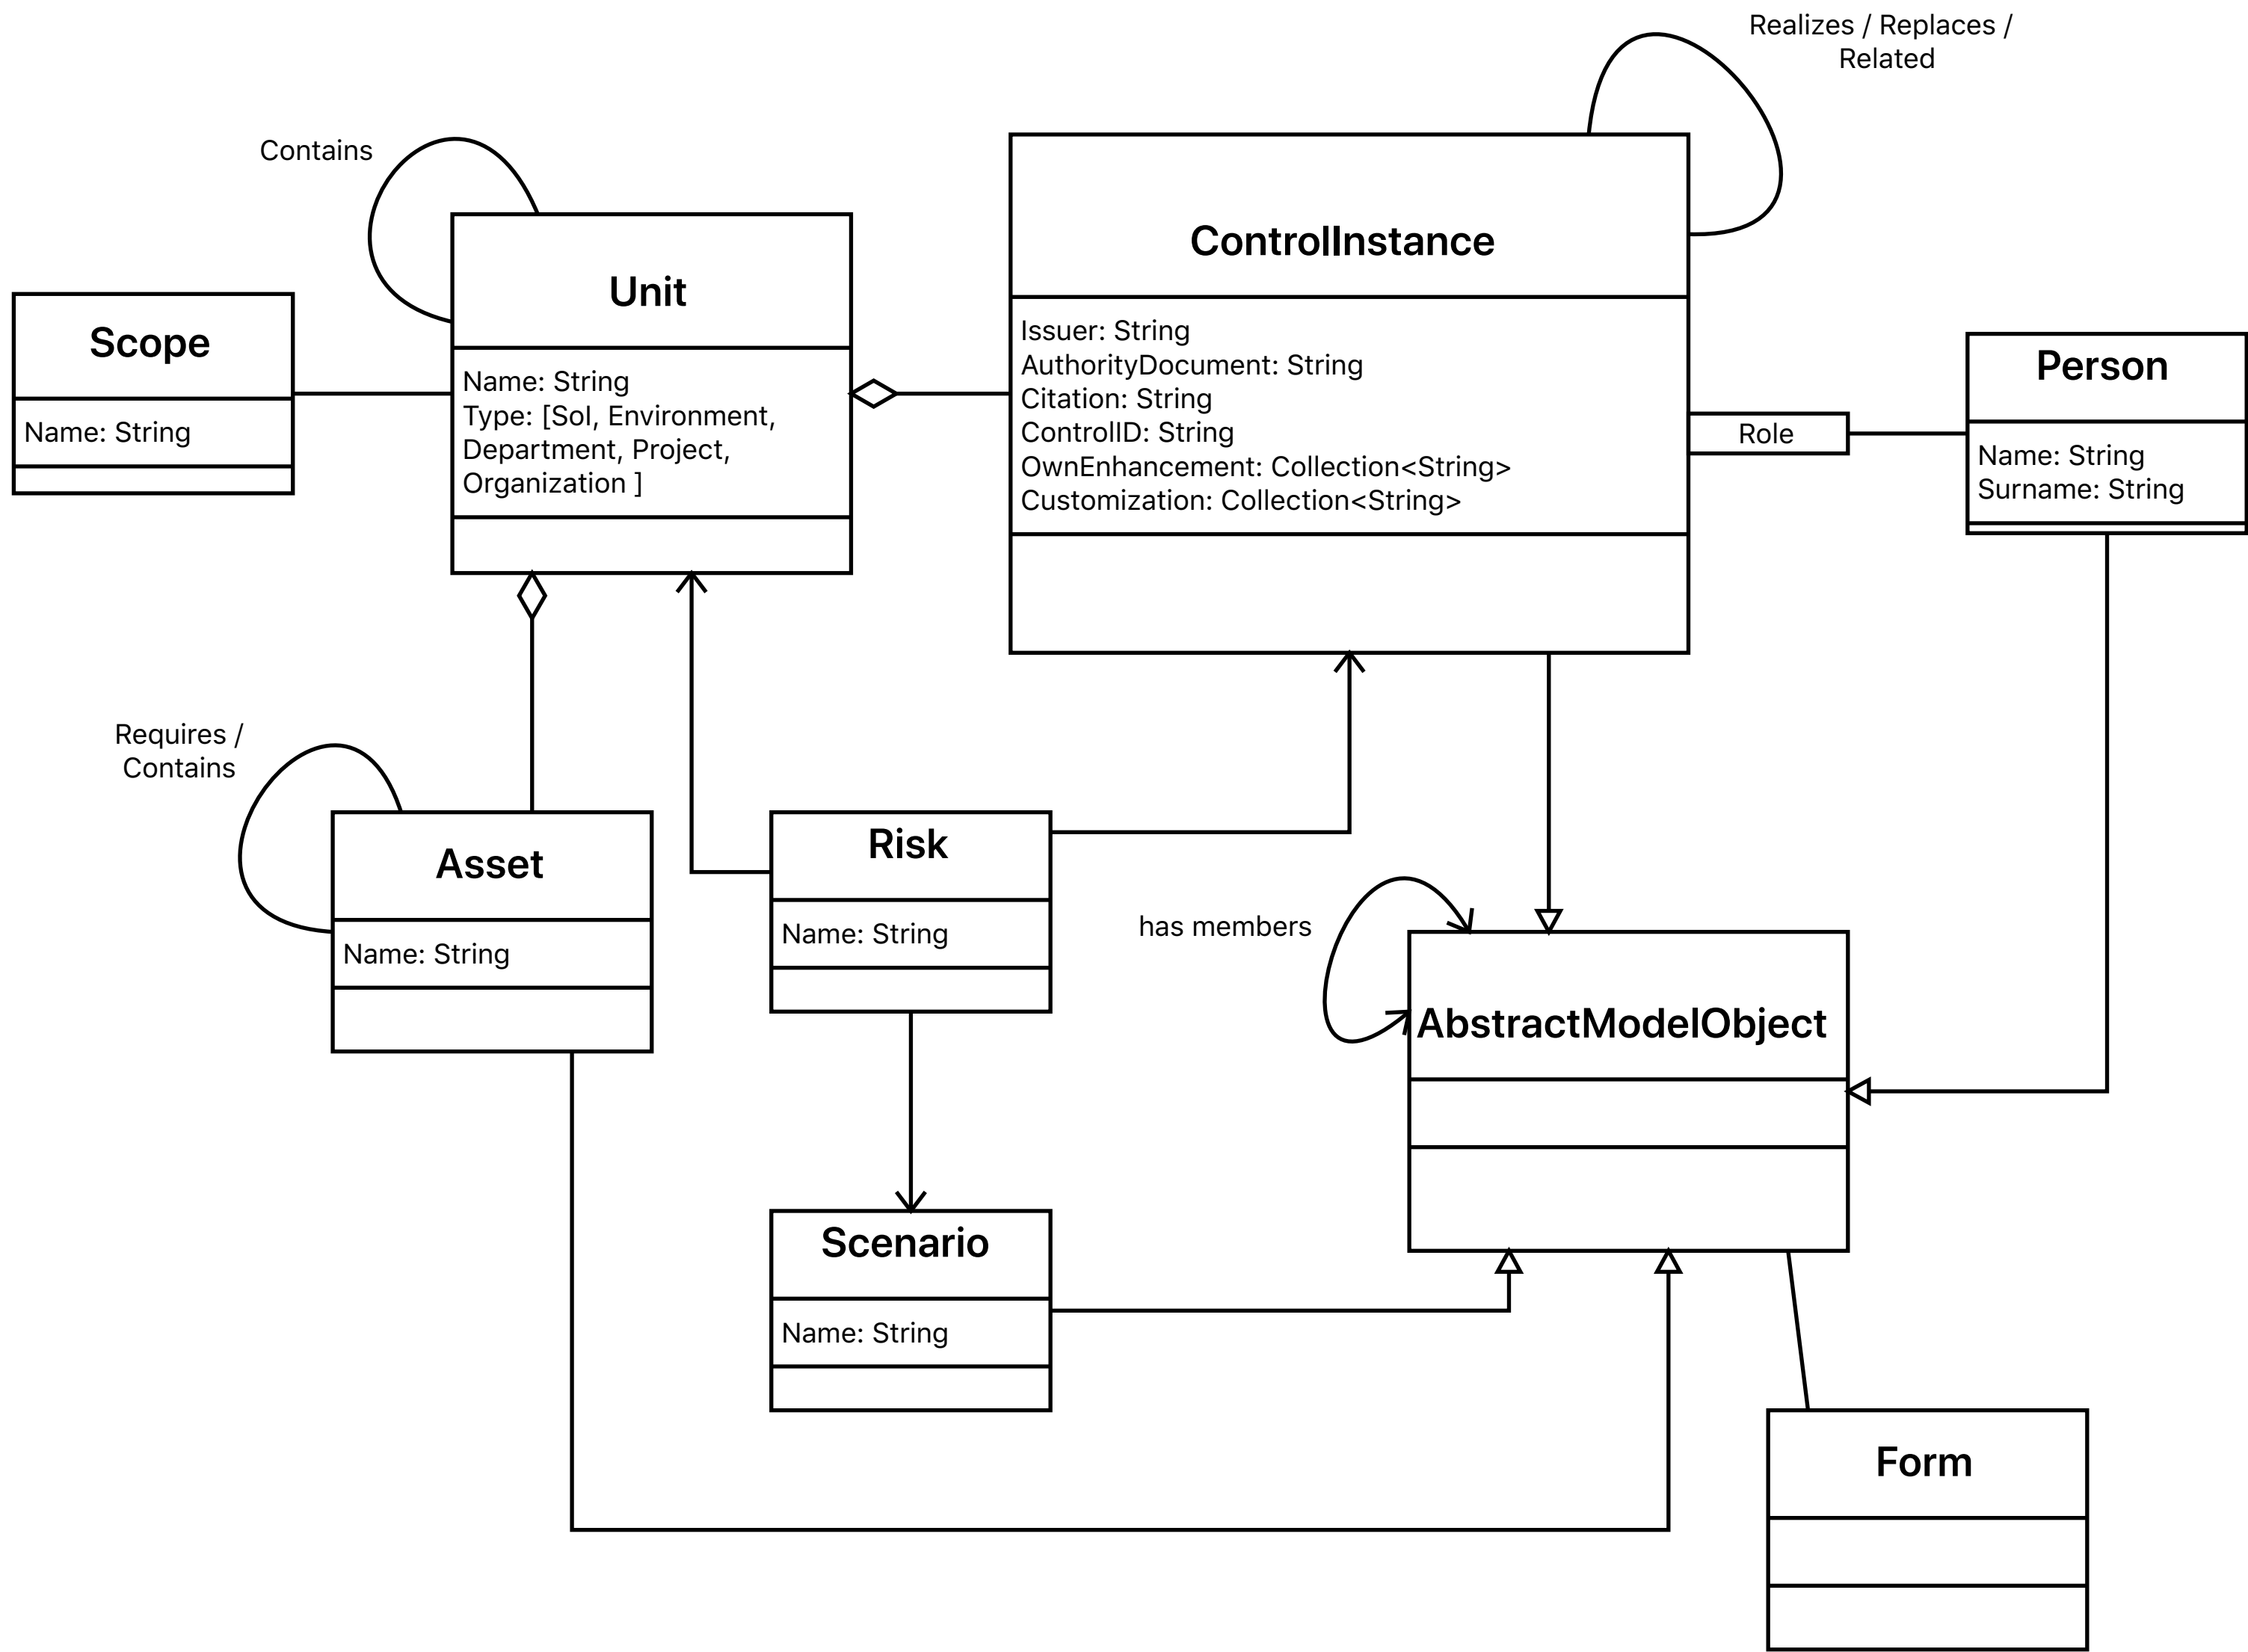 Realizes / Replaces /
Related
Contains
ControlInstance
Issuer: String
AuthorityDocument: String
Citation: String
ControlID: String
OwnEnhancement: Collection<String>
Customization: Collection<String>
Unit
Name: String
Type: [SoI, Environment,
Department, Project,
Organization ]
Scope
Name: String
Role
Person
Name: String
Surname: String
Requires /
Contains
Asset
Name: String
Risk
Name: String
has members
AbstractModelObject
Scenario
Name: String
Form